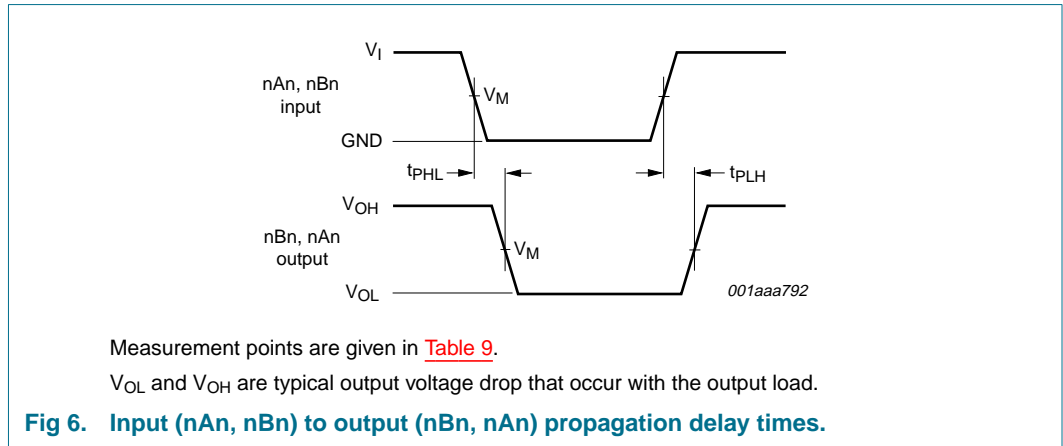 VI
nAn, nBn
input
VM
GND
tPHL
tPLH
VOH
nBn, nAn
output
VM
VOL
001aaa792
Measurement points are given in Table 9.
VOL and VOH are typical output voltage drop that occur with the output load.
Fig 6. Input (nAn, nBn) to output (nBn, nAn) propagation delay times.